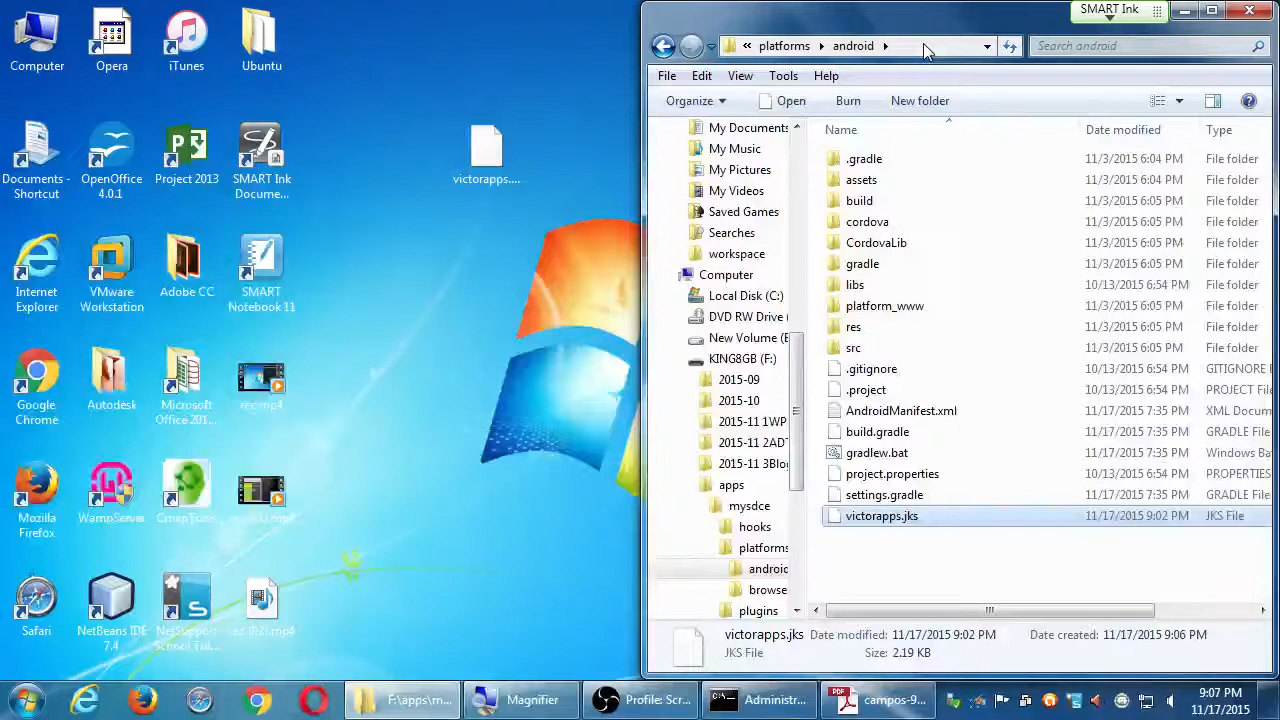 SMART Ink
platforms
android
Search android
File
Edit
View
Tools
Help
Organize
Open
Burn
New folder
Computer
Opera
iTunes
Ubuntu
Documents - Shortcut
OpenOffice 4.0.1
Project 2013
SMART Ink Docume...
victorapps....
Internet Explorer
VMware Workstation
Adobe CC
SMART Notebook 11
Google Chrome
Autodesk
Microsoft Office 201...
rec.mp4
Mozilla Firefox
WampServer
CmapTools
Safari
NetBeans IDE 7.4
NetSupport School Tut...
My Documents
My Music
My Pictures
My Videos
Saved Games
Searches
workspace
Computer
Local Disk (C:)
DVD RW Drive (
New Volume (E
KING8GB (F:)
2015-09
2015-10
2015-11 1WP
2015-11 2AD
2015-11 3Blo
apps
mysdce
hooks
platforms
android
browse
plugins
Name
Date modified
Type
.gradle 11/3/2015 6:04 PM File folder
assets 11/3/2015 6:04 PM File folder
build 11/3/2015 6:05 PM File folder
cordova 11/3/2015 6:05 PM File folder
CordovaLib 11/3/2015 6:05 PM File folder
gradle 11/3/2015 6:05 PM File folder
libs 10/13/2015 6:54 PM File folder
platform_www 11/3/2015 6:05 PM File folder
res 11/3/2015 6:05 PM File folder
src 11/3/2015 6:05 PM File folder
.gitignore 10/13/2015 6:54 PM GITIGNORE
.project 10/13/2015 6:54 PM PROJECT File
AndroidManifest.xml 11/17/2015 7:35 PM XML Docum
build.gradle 11/17/2015 7:35 PM GRADLE File
gradlew.bat 11/17/2015 7:35 PM Windows Ba
project.properties 10/13/2015 6:54 PM PROPERTIES
settings.gradle 11/17/2015 7:35 PM GRADLE File
victorapps.jks 11/17/2015 9:02 PM JKS File
victorapps.jks Date modified: 11/17/2015 9:02 PM Date created: 11/17/2015 9:06 PM
JKS File Size: 2.19 KB
F:\apps\m...
Magnifier
Profile: Scr...
Administr...
campos-9...
9:07 PM
11/17/2015